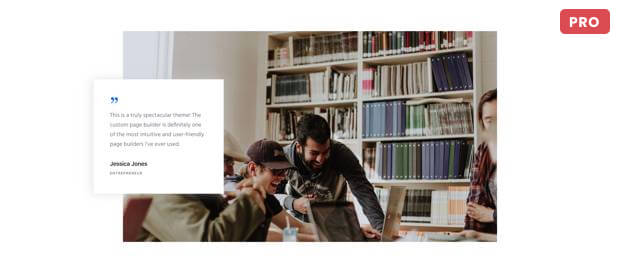 PRO
”
This is a truly spectacular theme! The
custom page builder is definitely one
of the most intuitive and user-friendly
page builders I've ever used.
Jessica Jones
ENTREPRENEUR